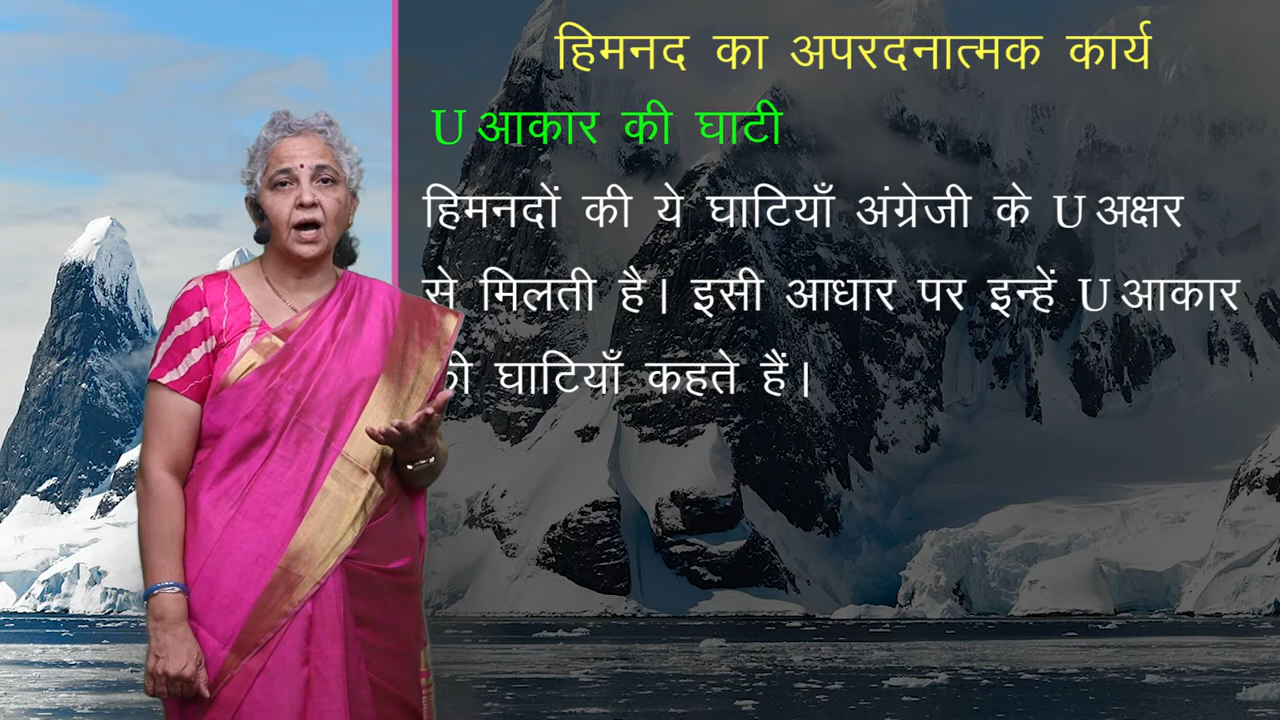 हिमनद का अपरदनात्मक कार्य
U आकार की घाटी
हिमनदों की ये घाटियाँ अंग्रेजी के U अक्षर
से मिलती है। इसी आधार पर इन्हें U आकार
की घाटियाँ कहते हैं।